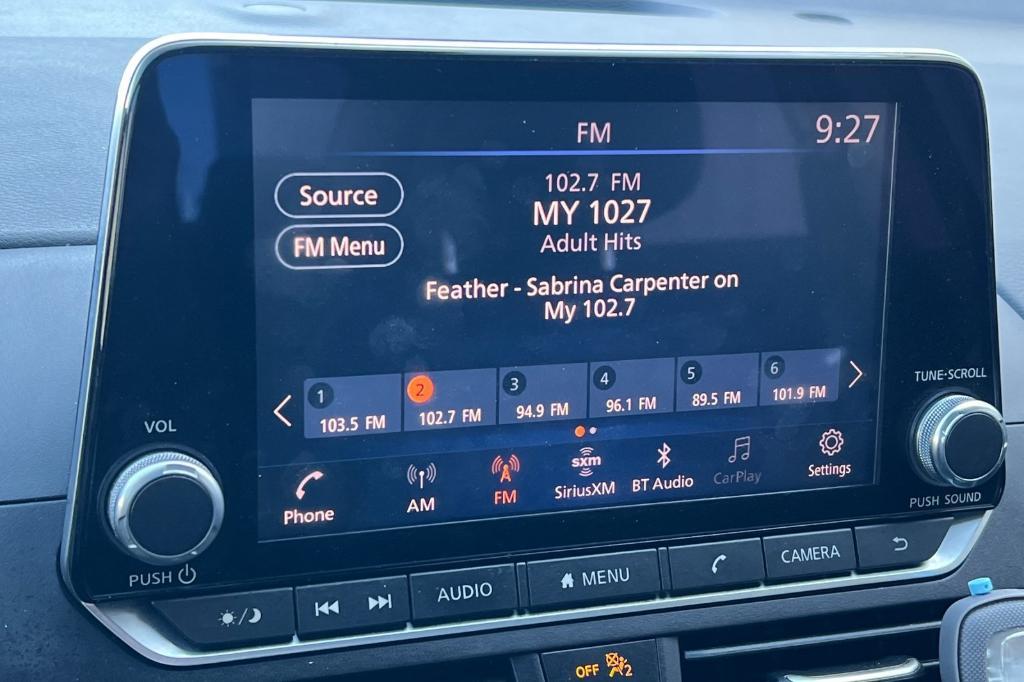 FM
9:27
Source
FM Menu
102.7 FM
MY 1027
Adult Hits
Feather - Sabrina Carpenter on
My 102.7
1
103.5 FM
2
102.7 FM
3
94.9 FM
4
96.1 FM
5
89.5 FM
6
101.9 FM
Phone
AM
FM
sxm
SiriusXM
BT Audio
CarPlay
Settings
VOL
PUSH
TUNE·SCROLL
PUSH SOUND
AUDIO
MENU
CAMERA
OFF
2